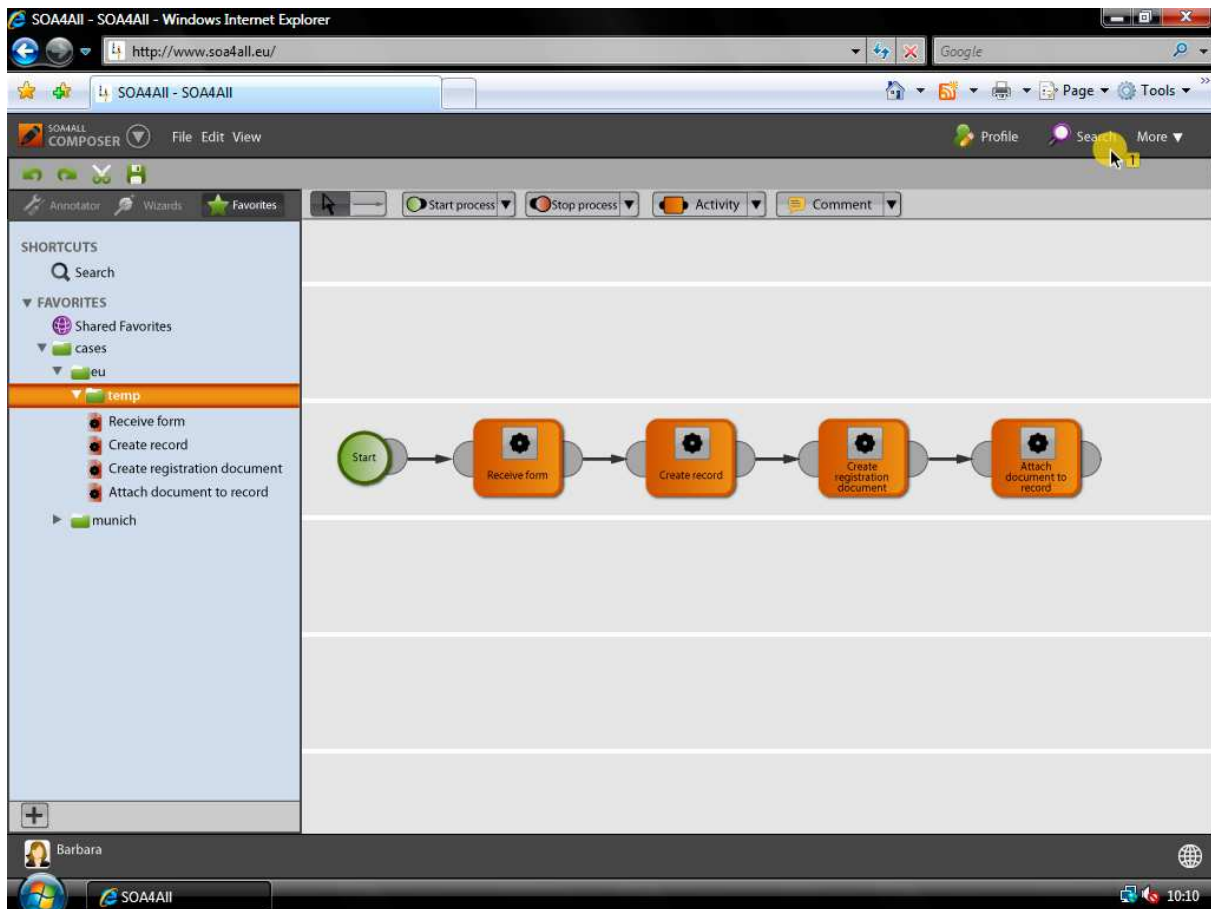 SOA4All - SOA4All - Windows Internet Explorer
http://www.soa4all.eu/
Google
SOA4All - SOA4All
Page
Tools
SOA4ALL
COMPOSER
File Edit View
Profile
Search
More
1
Annotator
Wizards
Favorites
Start process
Stop process
Activity
Comment
SHORTCUTS
Search
FAVORITES
Shared Favorites
cases
eu
temp
Receive form
Create record
Create registration document
Attach document to record
munich
Start
Receive form
Create record
Create
registration
document
Attach
document to
record
Barbara
SOA4All
10:10